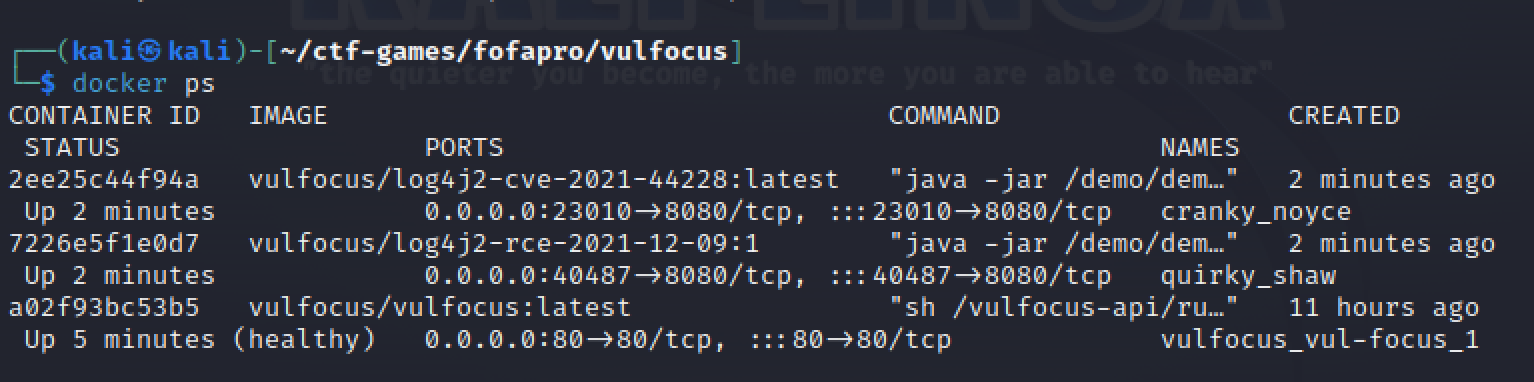 KALI LINUX
┌──(kali㉿kali)-[~/ctf-games/fofapro/vulfocus]
"the quieter you become, the more you are able to hear"
└─$ docker ps
CONTAINER ID   IMAGE                                   COMMAND                  CREATED
 STATUS                   PORTS                                         NAMES
2ee25c44f94a   vulfocus/log4j2-cve-2021-44228:latest   "java -jar /demo/dem…"   2 minutes ago
 Up 2 minutes             0.0.0.0:23010->8080/tcp, :::23010->8080/tcp   cranky_noyce
7226e5f1e0d7   vulfocus/log4j2-rce-2021-12-09:1        "java -jar /demo/dem…"   2 minutes ago
 Up 2 minutes             0.0.0.0:40487->8080/tcp, :::40487->8080/tcp   quirky_shaw
a02f93bc53b5   vulfocus/vulfocus:latest                "sh /vulfocus-api/ru…"   11 hours ago
 Up 5 minutes (healthy)   0.0.0.0:80->80/tcp, :::80->80/tcp             vulfocus_vul-focus_1